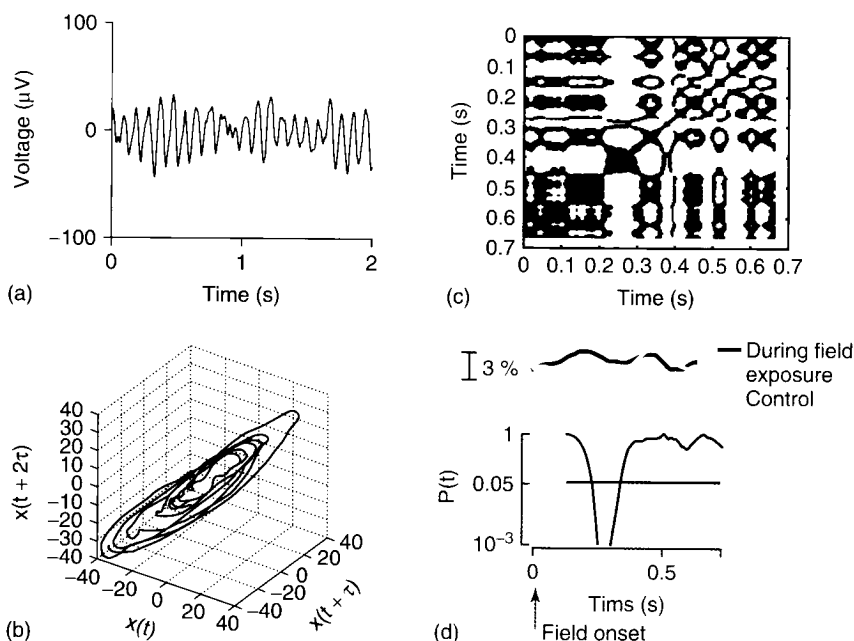 100
0
−100
Voltage (μV)
0 1 2
Time (s)
(a)
0
0.1
0.2
0.3
0.4
0.5
0.6
0.7
Time (s)
0 0.1 0.2 0.3 0.4 0.5 0.6 0.7
Time (s)
(c)
40
30
20
10
0
−10
−20
−30
−40
x(t + 2τ)
−40
−20
0
20
40
x(t)
−40
−20
0
20
40
x(t + τ)
(b)
3 %
During field
exposure
Control
1
0.05
10⁻³
P(t)
0 0.5
Tims (s)
Field onset
(d)